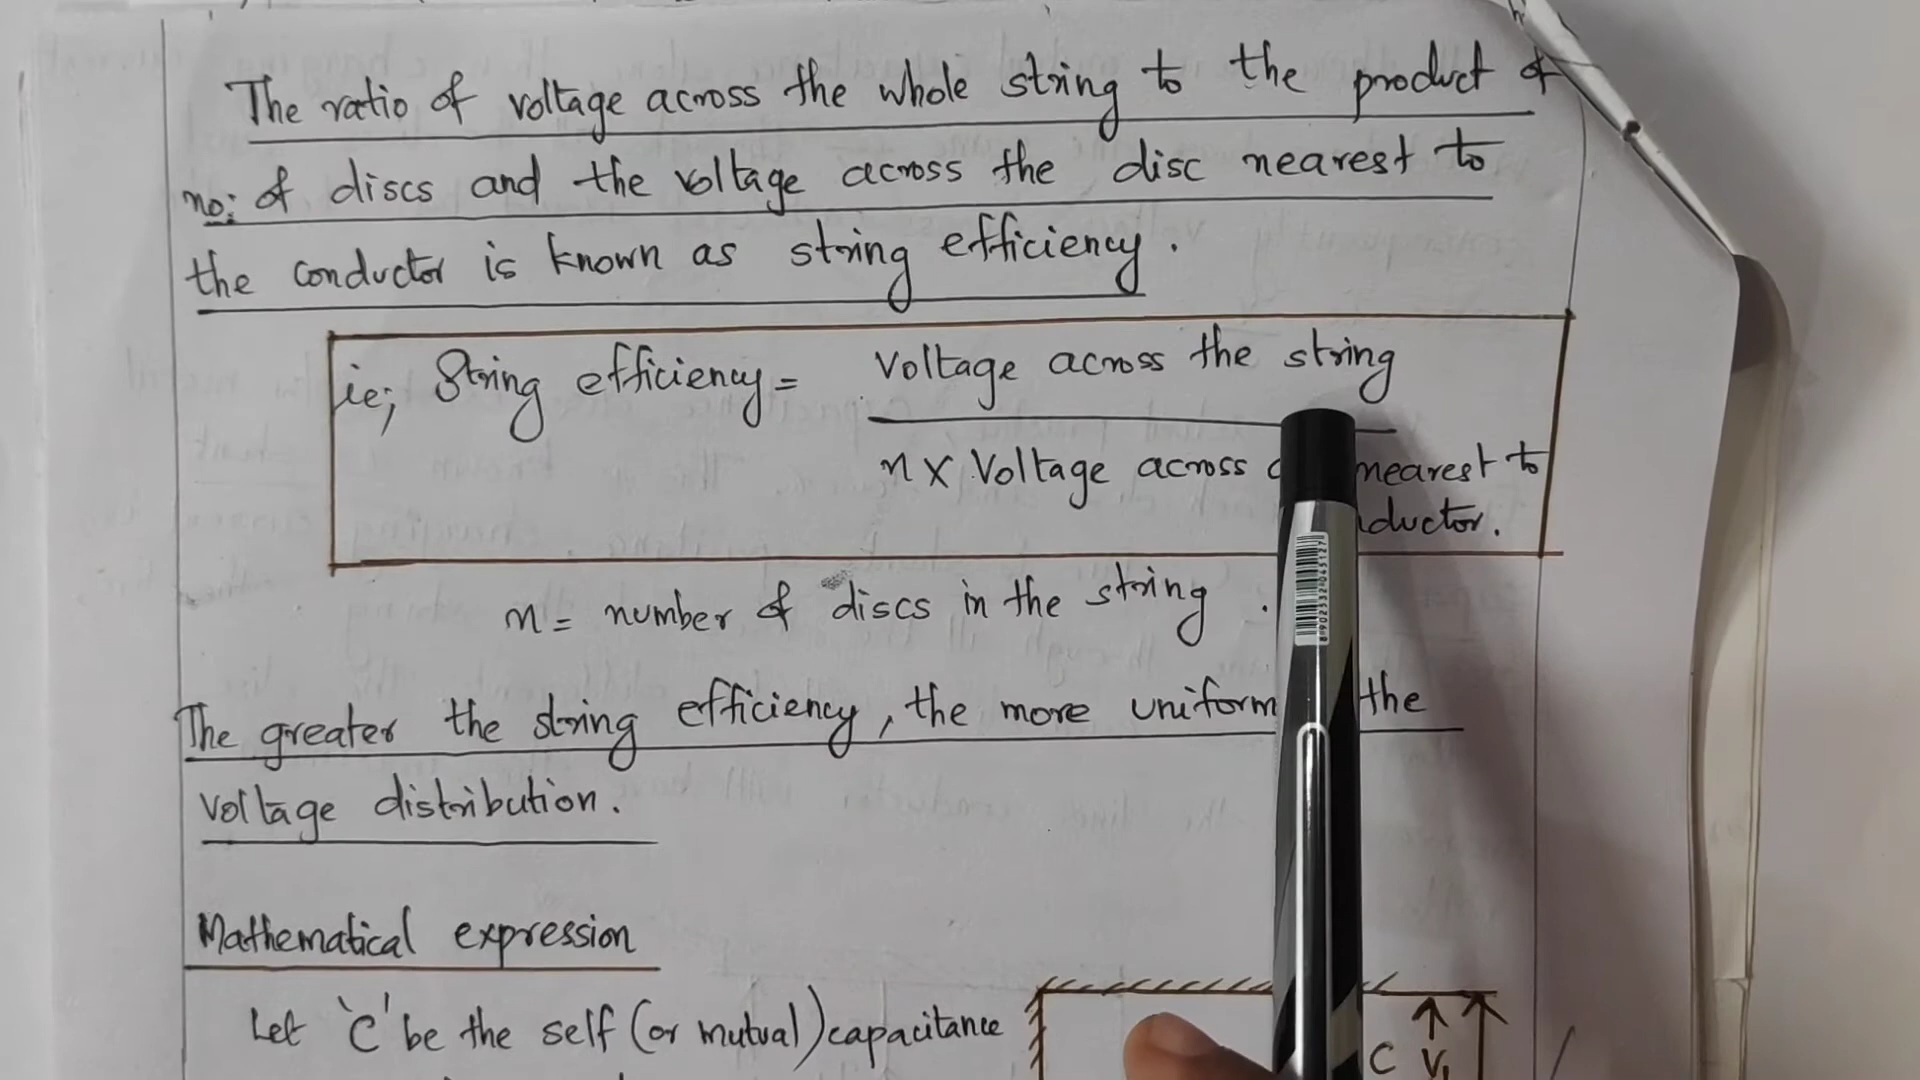 The ratio of voltage across the whole string to the product of
no: of discs and the voltage across the disc nearest to
the conductor is known as string efficiency.
ie; String efficiency = Voltage across the string
n x Voltage across nearest to
ductor.
n = number of discs in the string.
The greater the string efficiency, the more uniform the
voltage distribution.
Mathematical expression
Let 'C' be the self (or mutual) capacitance
C V1
8902532045127